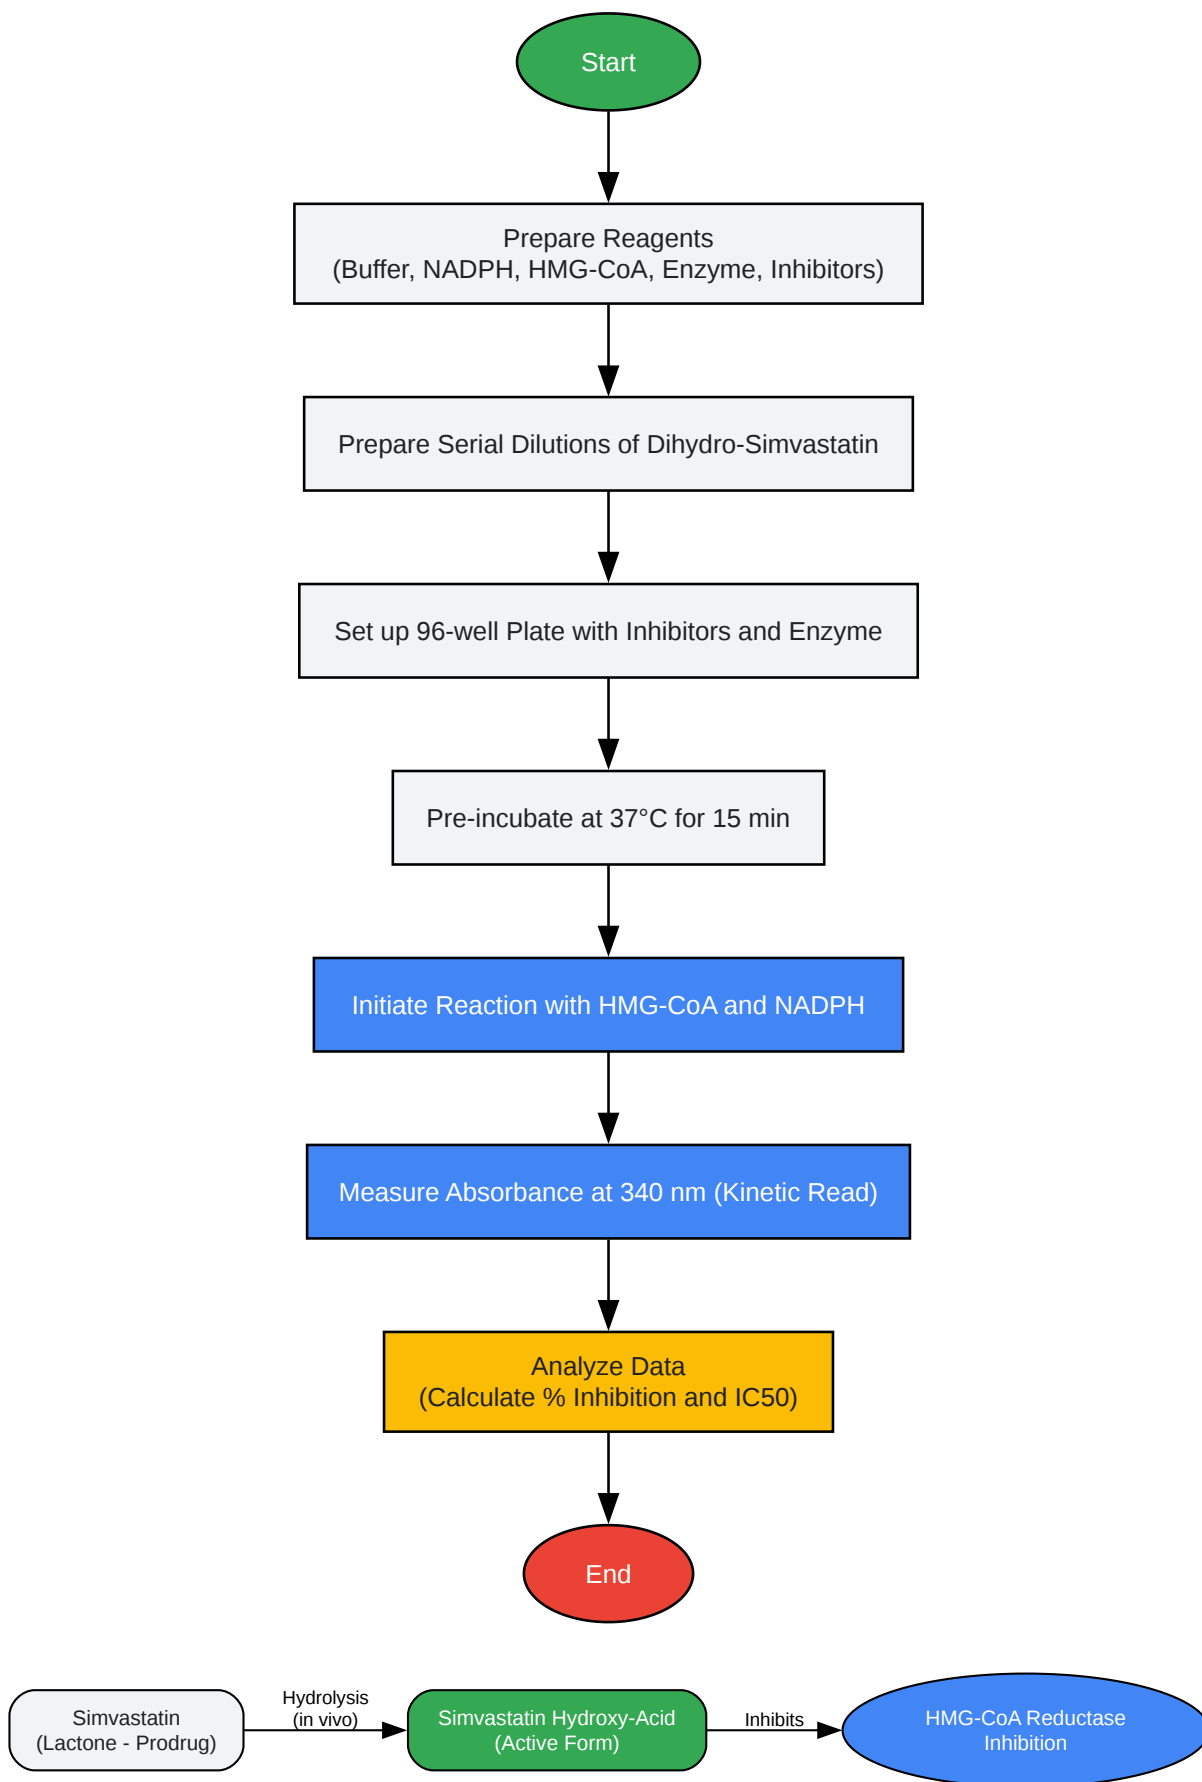 Start
Prepare Reagents
(Buffer, NADPH, HMG-CoA, Enzyme, Inhibitors)
Prepare Serial Dilutions of Dihydro-Simvastatin
Set up 96-well Plate with Inhibitors and Enzyme
Pre-incubate at 37°C for 15 min
Initiate Reaction with HMG-CoA and NADPH
Measure Absorbance at 340 nm (Kinetic Read)
Analyze Data
(Calculate % Inhibition and IC50)
End
Simvastatin
(Lactone - Prodrug)
Hydrolysis
(in vivo)
Simvastatin Hydroxy-Acid
(Active Form)
Inhibits
HMG-CoA Reductase
Inhibition